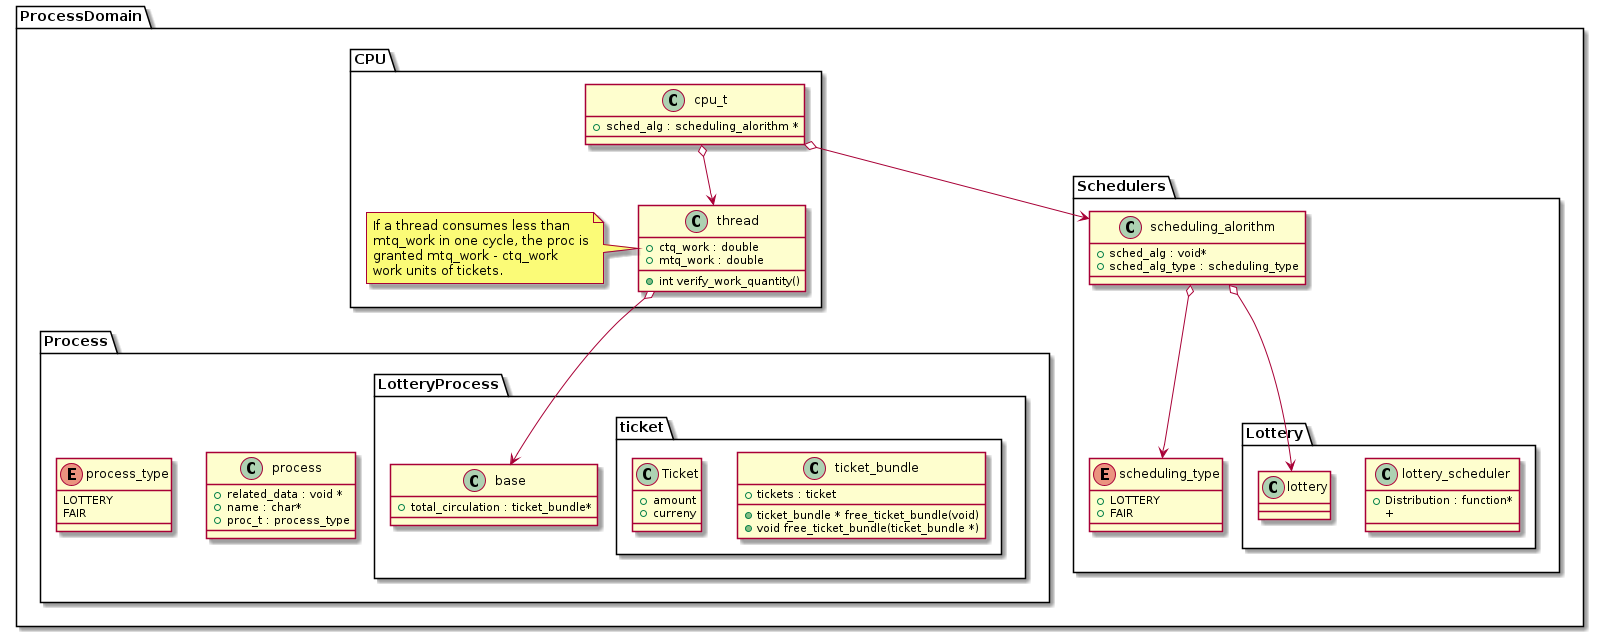 ProcessDomain
CPU
C cpu_t
sched_alg : scheduling_alorithm *
If a thread consumes less than
mtq_work in one cycle, the proc is
granted mtq_work - ctq_work
work units of tickets.
C thread
ctq_work : double
mtq_work : double
int verify_work_quantity()
Schedulers
C scheduling_alorithm
sched_alg : void*
sched_alg_type : scheduling_type
E scheduling_type
LOTTERY
FAIR
Lottery
C lottery
C lottery_scheduler
Distribution : function*
+
Process
E process_type
LOTTERY
FAIR
C process
related_data : void *
name : char*
proc_t : process_type
LotteryProcess
C base
total_circulation : ticket_bundle*
ticket
C Ticket
amount
curreny
C ticket_bundle
tickets : ticket
ticket_bundle * free_ticket_bundle(void)
void free_ticket_bundle(ticket_bundle *)